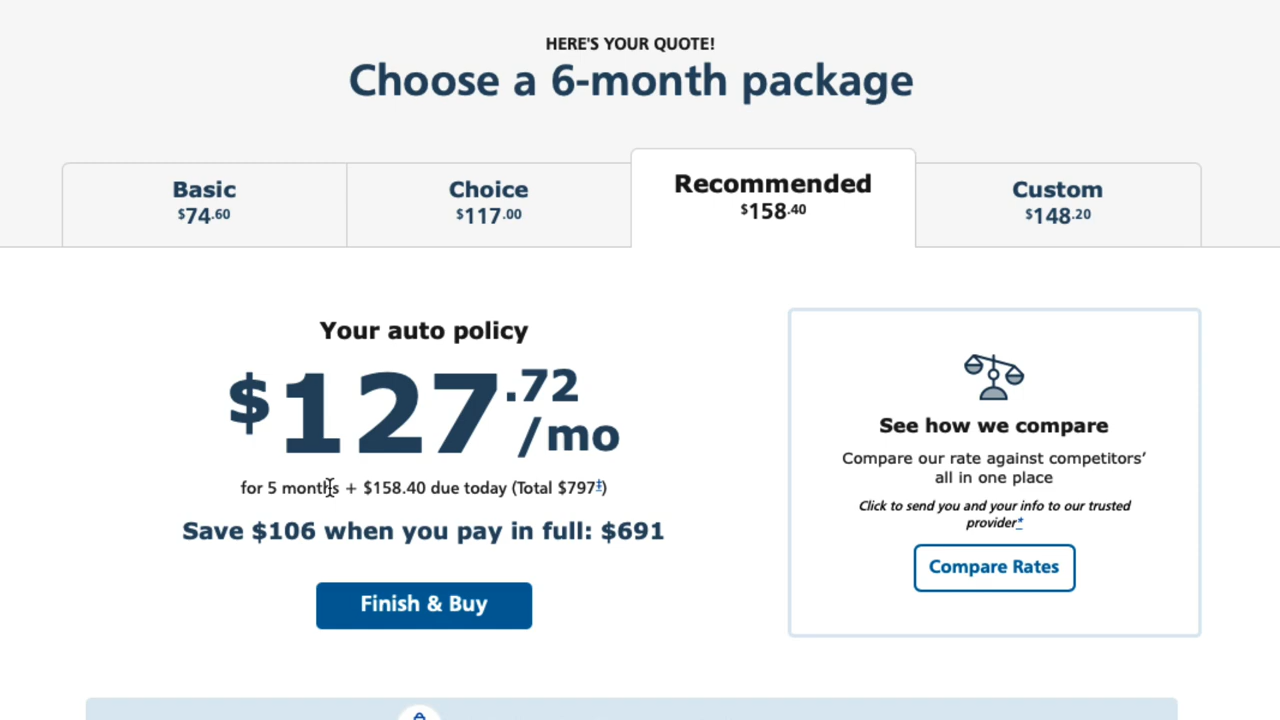 HERE'S YOUR QUOTE!
Choose a 6-month package
Basic
$74.60
Choice
$117.00
Recommended
$158.40
Custom
$148.20
Your auto policy
$127.72/mo
for 5 months + $158.40 due today (Total $797‡)
Save $106 when you pay in full: $691
Finish & Buy
See how we compare
Compare our rate against competitors’
all in one place
Click to send you and your info to our trusted
provider*
Compare Rates